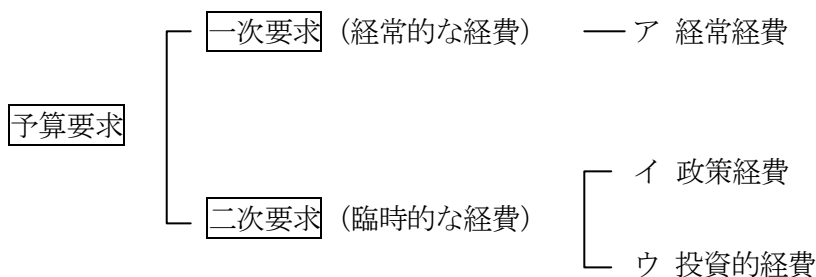 一次要求（経常的な経費） ア 経常経費
予算要求
イ 政策経費
二次要求（臨時的な経費）
ウ 投資的経費